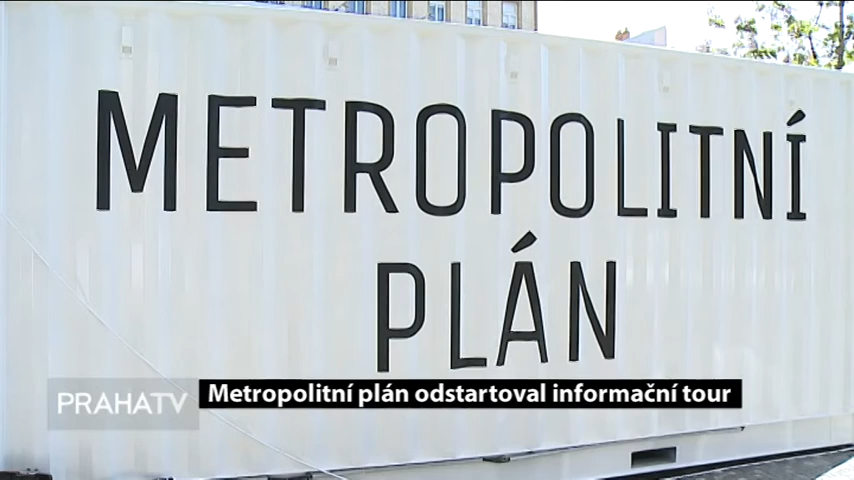 METROPOLITNÍ
PLÁN
PRAHATV
Metropolitní plán odstartoval informační tour